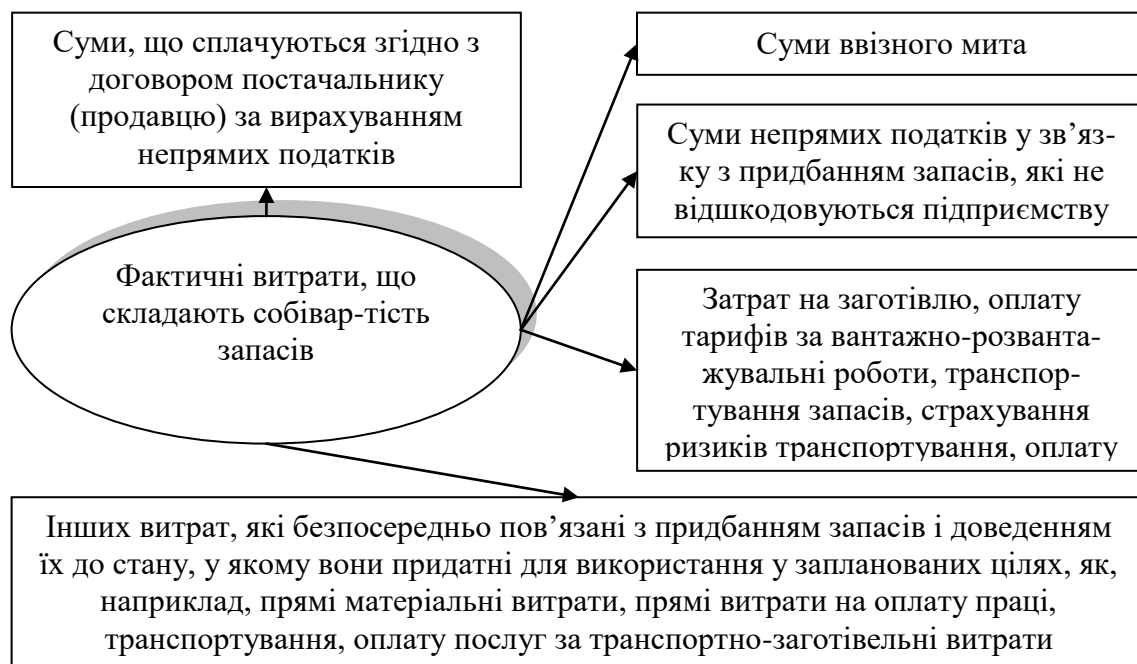 Суми, що сплачуються згідно з
договором постачальнику
(продавцю) за вирахуванням
непрямих податків
Суми ввізного мита
Суми непрямих податків у зв’яз-
ку з придбанням запасів, які не
відшкодовуються підприємству
Фактичні витрати, що
складають собівар-тість
запасів
Затрат на заготівлю, оплату
тарифів за вантажно-розванта-
жувальні роботи, транспор-
тування запасів, страхування
ризиків транспортування, оплату
Інших витрат, які безпосередньо пов’язані з придбанням запасів і доведенням
їх до стану, у якому вони придатні для використання у запланованих цілях, як,
наприклад, прямі матеріальні витрати, прямі витрати на оплату праці,
транспортування, оплату послуг за транспортно-заготівельні витрати